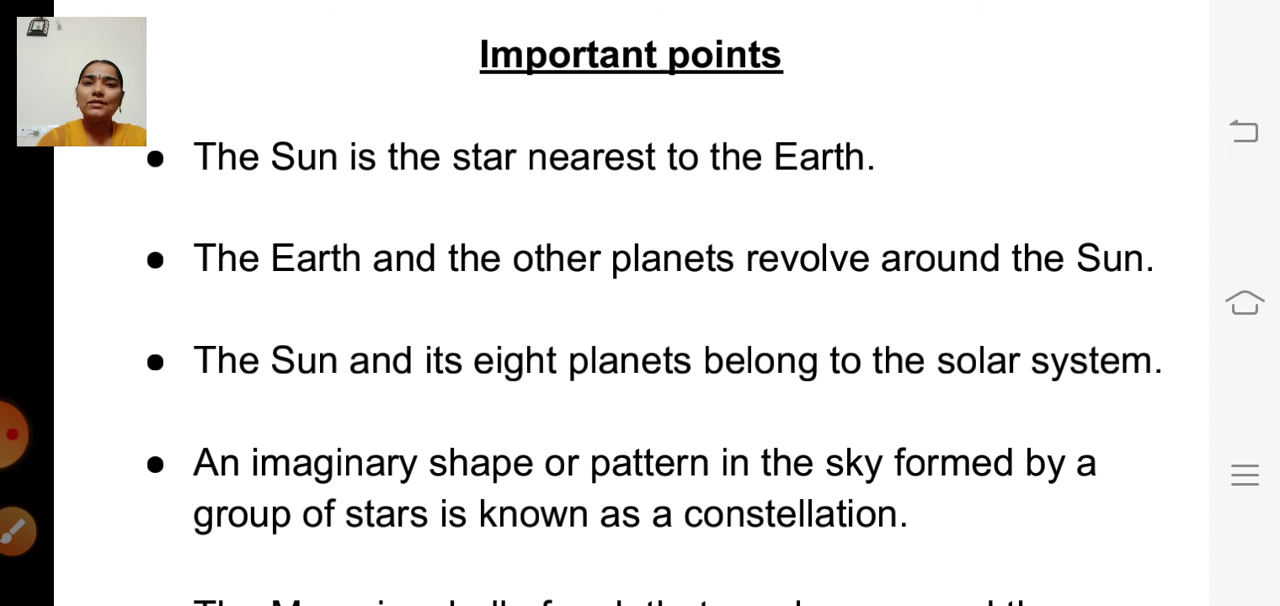 Important points
● The Sun is the star nearest to the Earth.
● The Earth and the other planets revolve around the Sun.
● The Sun and its eight planets belong to the solar system.
● An imaginary shape or pattern in the sky formed by a
group of stars is known as a constellation.